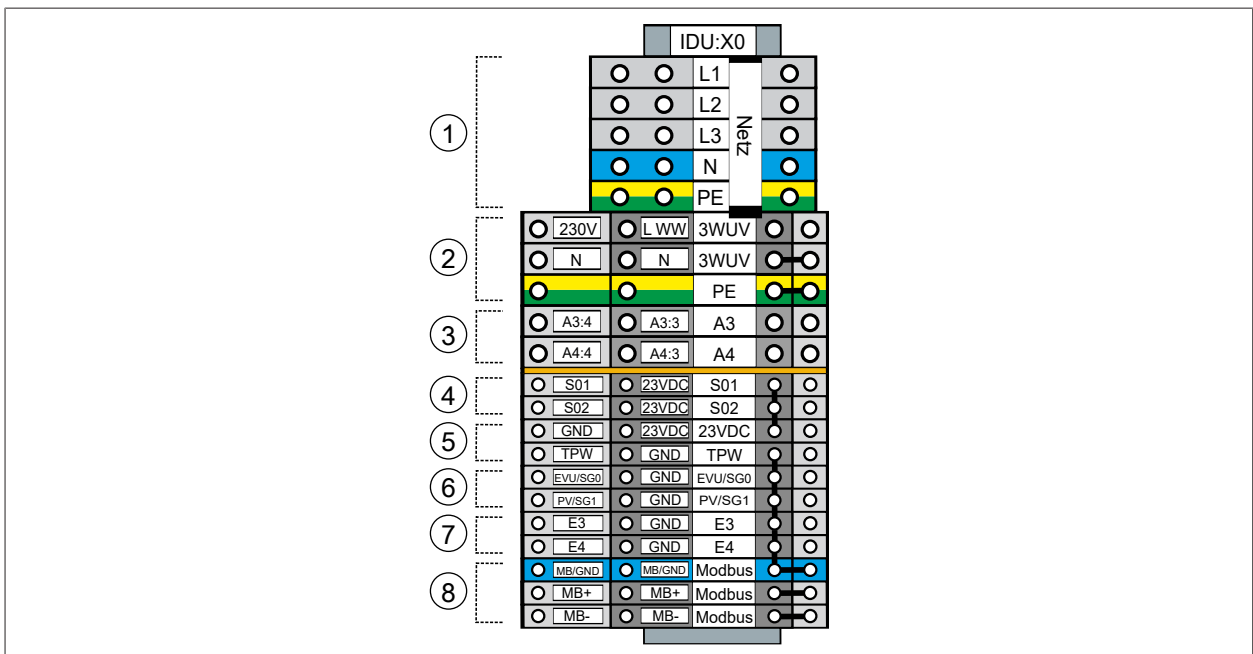 IDU:X0
L1
L2
L3
N
PE
Netz
1
230V L WW 3WUV
N N 3WUV
PE
2
A3:4 A3:3 A3
A4:4 A4:3 A4
3
S01 23VDC S01
S02 23VDC S02
4
GND 23VDC 23VDC
TPW GND TPW
5
EVU/SG0 GND EVU/SG0
PV/SG1 GND PV/SG1
6
E3 GND E3
E4 GND E4
7
MB/GND MB/GND Modbus
MB+ MB+ Modbus
MB- MB- Modbus
8